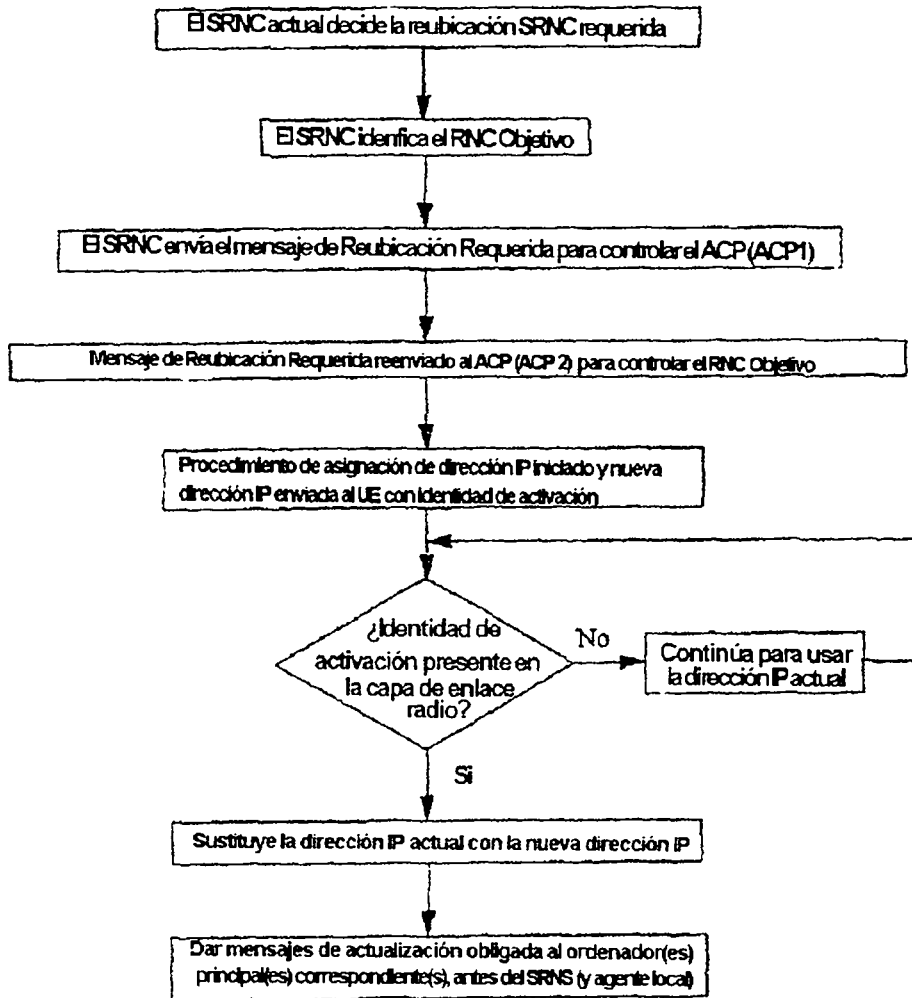 El SRNC actual decide la reubicación SRNC requerida
El SRNC idenfica el RNC Objetivo
El SRNC envía el mensaje de Reubicación Requerida para controlar el ACP (ACP1)
Mensaje de Reubicación Requerida reenviado al ACP (ACP 2) para controlar el RNC Objetivo
Procedimiento de asignación de dirección IP iniciado y nueva
dirección IP enviada al UE con Identidad de activación
¿Identidad de
activación presente en
la capa de enlace
radio?
No
Continúa para usar
la dirección IP actual
Si
Sustituye la dirección IP actual con la nueva dirección IP
Dar mensajes de actualización obligada al ordenador(es)
principal(es) correspondiente(s), antes del SRNS (y agente local)